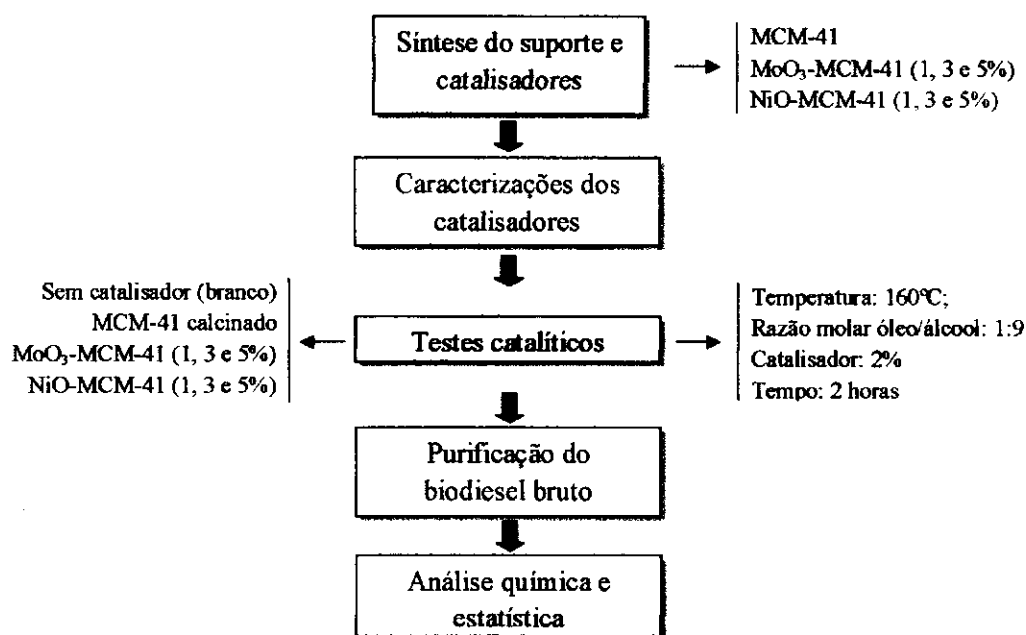 Síntese do suporte e
catalisadores
MCM-41
MoO₃-MCM-41 (1, 3 e 5%)
NiO-MCM-41 (1, 3 e 5%)
Caracterizações dos
catalisadores
Sem catalisador (branco)
MCM-41 calcinado
MoO₃-MCM-41 (1, 3 e 5%)
NiO-MCM-41 (1, 3 e 5%)
Testes catalíticos
Temperatura: 160°C;
Razão molar óleo/álcool: 1:9
Catalisador: 2%
Tempo: 2 horas
Purificação do
biodiesel bruto
Análise química e
estatística